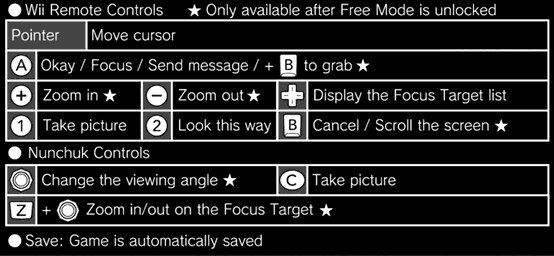 ● Wii Remote Controls ★ Only available after Free Mode is unlocked
Pointer Move cursor
A Okay / Focus / Send message / + B to grab ★
+ Zoom in ★ − Zoom out ★ Display the Focus Target list
1 Take picture 2 Look this way B Cancel / Scroll the screen ★
● Nunchuk Controls
Change the viewing angle ★ C Take picture
Z + Zoom in/out on the Focus Target ★
● Save: Game is automatically saved